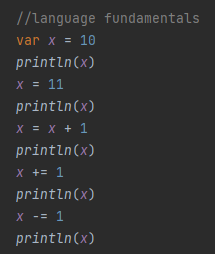 //language fundamentals
var x = 10
println(x)
x = 11
println(x)
x = x + 1
println(x)
x += 1
println(x)
x -= 1
println(x)